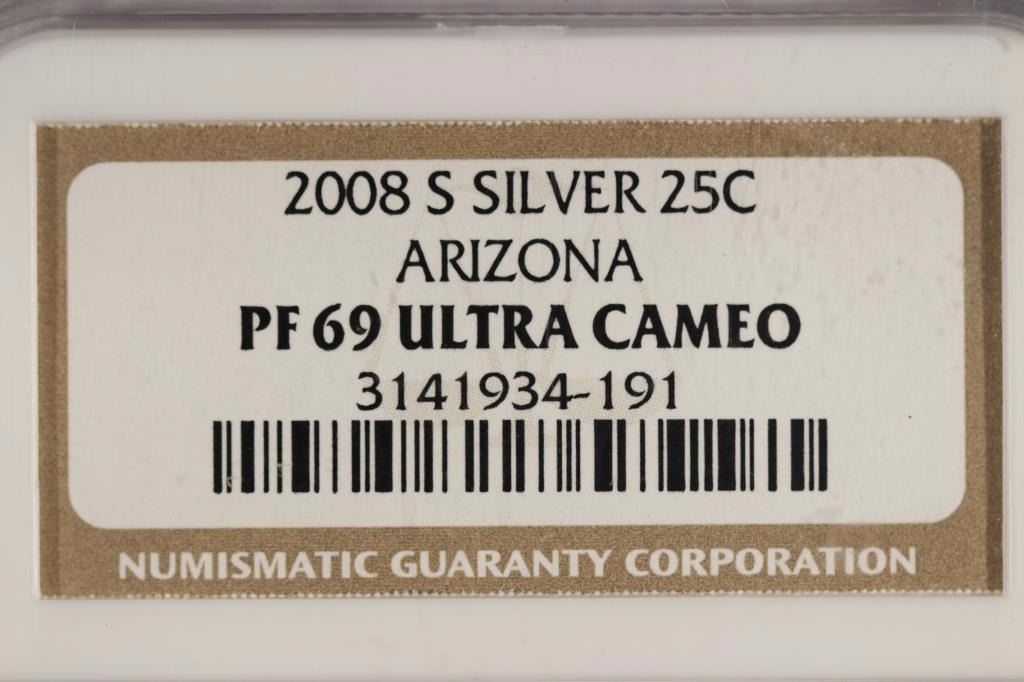 2008 S SILVER 25C
ARIZONA
PF 69 ULTRA CAMEO
3141934-191
NUMISMATIC GUARANTY CORPORATION